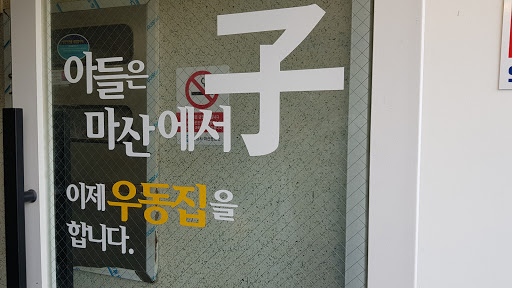 아들은
마산에서
子
이제 우동집을
합니다.